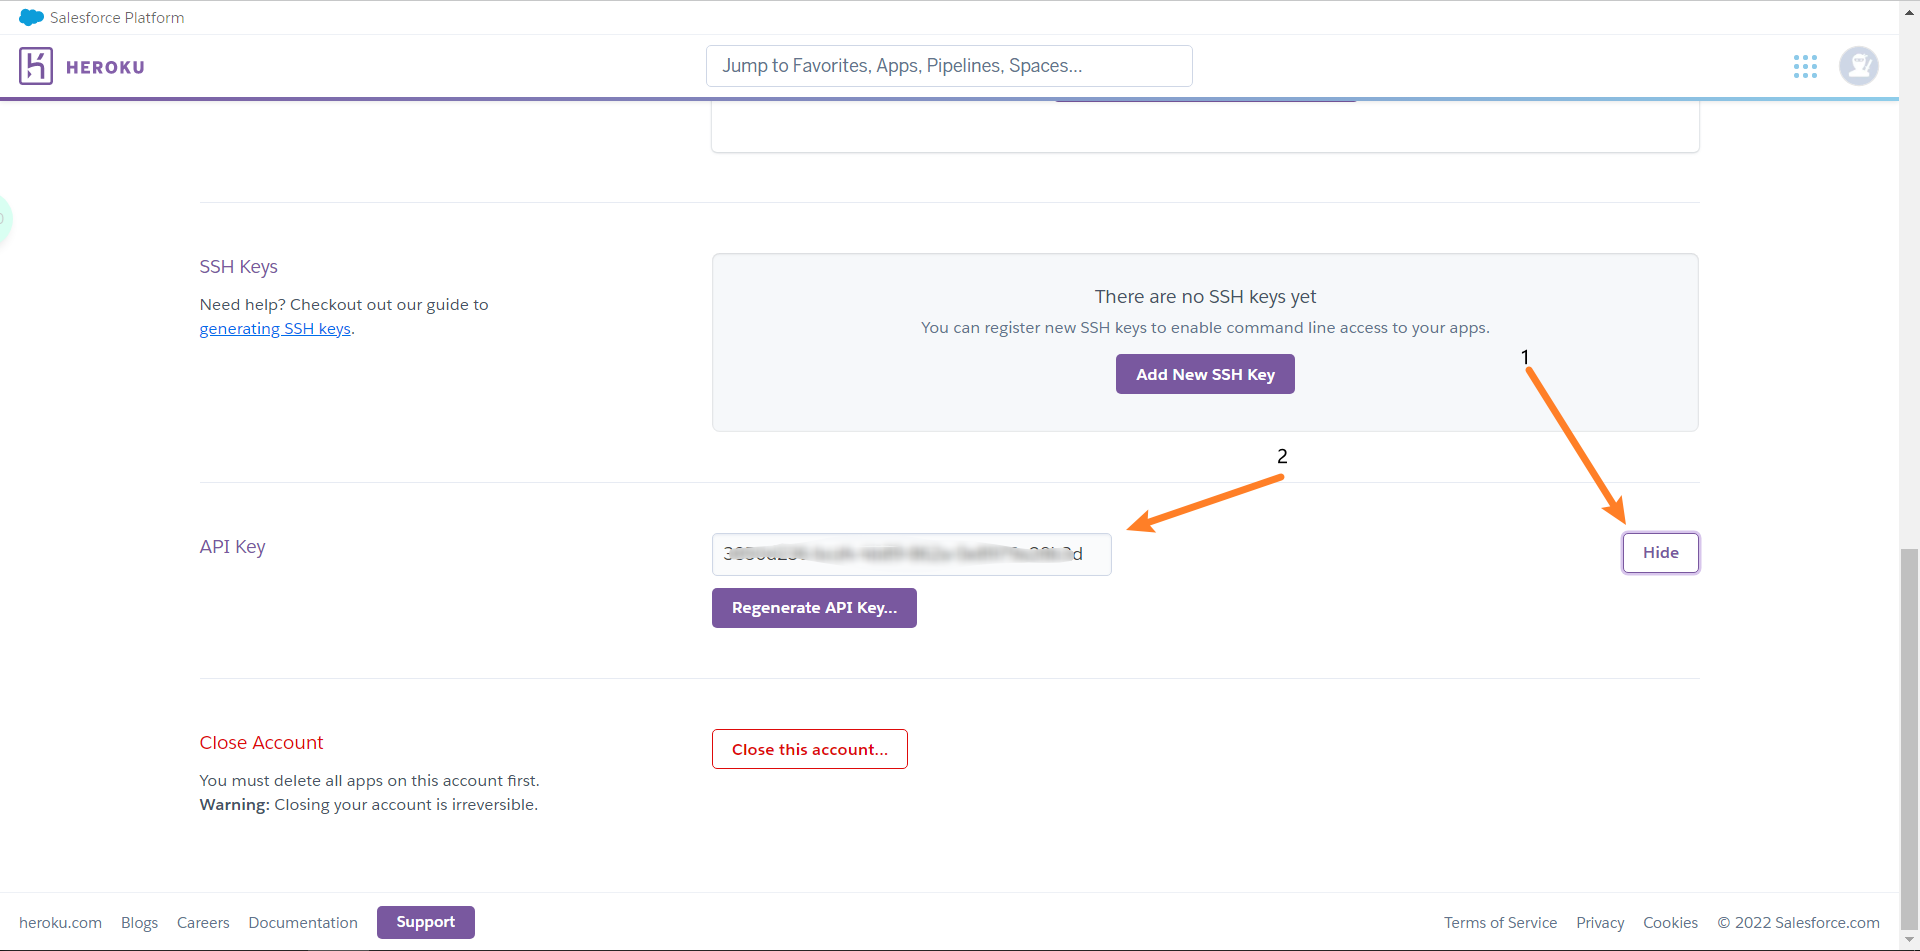 Salesforce Platform
HEROKU
Jump to Favorites, Apps, Pipelines, Spaces...
SSH Keys
Need help? Checkout out our guide to
generating SSH keys.
There are no SSH keys yet
You can register new SSH keys to enable command line access to your apps.
Add New SSH Key
1
2
API Key
Hide
Regenerate API Key...
Close Account
You must delete all apps on this account first.
Warning: Closing your account is irreversible.
Close this account...
heroku.com Blogs Careers Documentation Support
Terms of Service Privacy Cookies © 2022 Salesforce.com